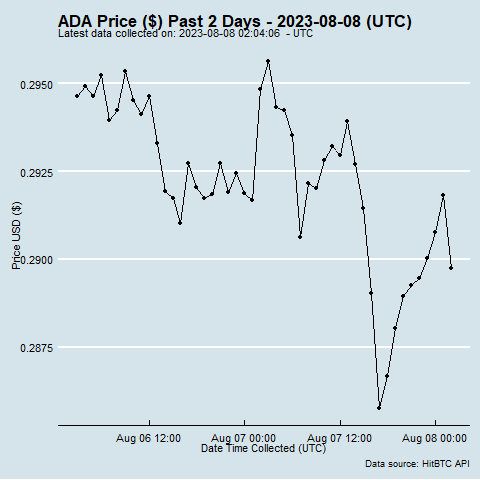 ADA Price ($) Past 2 Days - 2023-08-08 (UTC)
Latest data collected on: 2023-08-08 02:04:06 - UTC
0.2950
0.2925
0.2900
0.2875
Price USD ($)
Aug 06 12:00 Aug 07 00:00 Aug 07 12:00 Aug 08 00:00
Date Time Collected (UTC)
Data source: HitBTC API